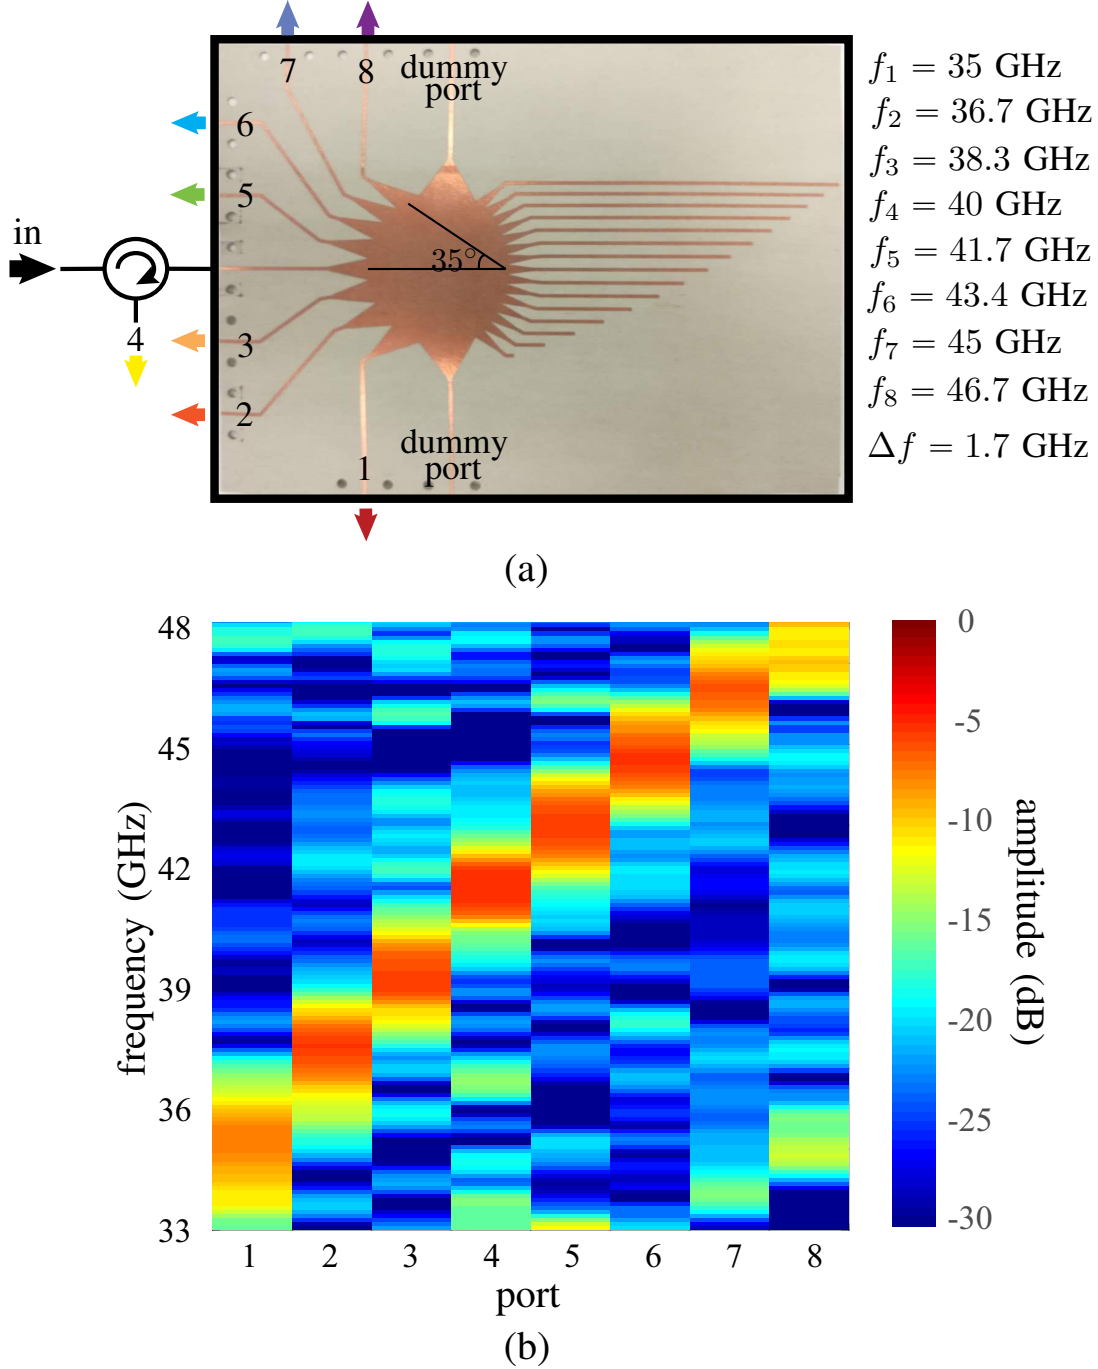 7
8
dummy
port
6
5
in
35°
4
3
2
1
dummy
port
f₁ = 35 GHz
f₂ = 36.7 GHz
f₃ = 38.3 GHz
f₄ = 40 GHz
f₅ = 41.7 GHz
f₆ = 43.4 GHz
f₇ = 45 GHz
f₈ = 46.7 GHz
Δf = 1.7 GHz
(a)
frequency (GHz)
48
45
42
39
36
33
1 2 3 4 5 6 7 8
port
0
-5
-10
-15
-20
-25
-30
amplitude (dB)
(b)